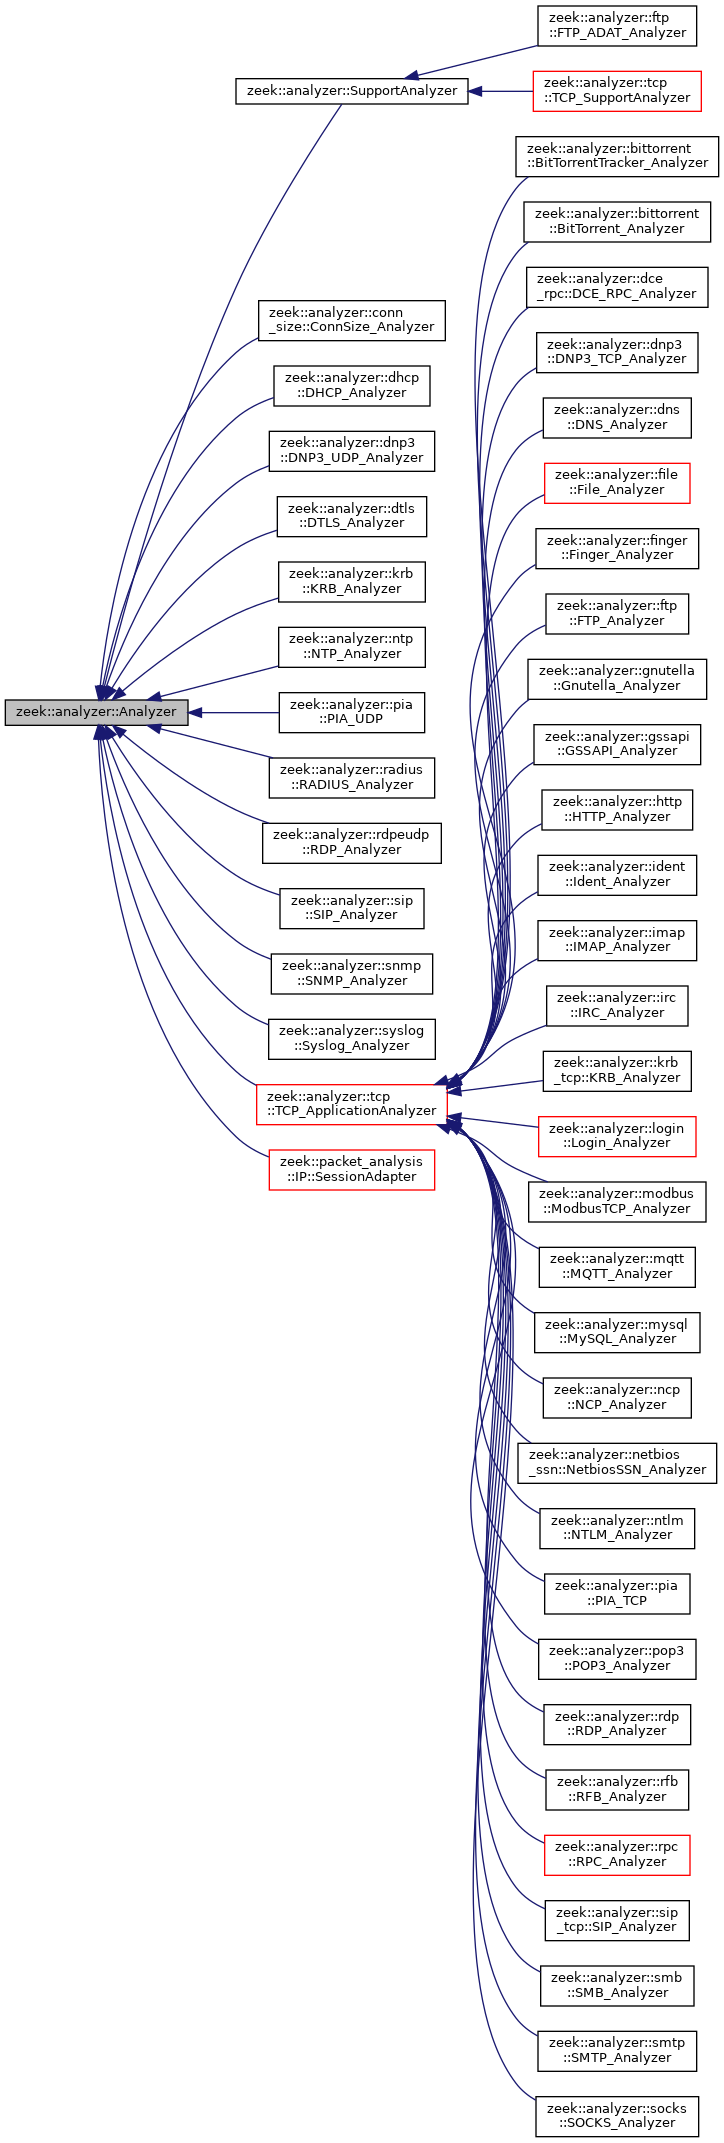 zeek::analyzer::ftp
::FTP_ADAT_Analyzer
zeek::analyzer::SupportAnalyzer
zeek::analyzer::tcp
::TCP_SupportAnalyzer
zeek::analyzer::bittorrent
::BitTorrentTracker_Analyzer
zeek::analyzer::bittorrent
::BitTorrent_Analyzer
zeek::analyzer::dce
_rpc::DCE_RPC_Analyzer
zeek::analyzer::conn
_size::ConnSize_Analyzer
zeek::analyzer::dnp3
::DNP3_TCP_Analyzer
zeek::analyzer::dhcp
::DHCP_Analyzer
zeek::analyzer::dns
::DNS_Analyzer
zeek::analyzer::dnp3
::DNP3_UDP_Analyzer
zeek::analyzer::file
::File_Analyzer
zeek::analyzer::dtls
::DTLS_Analyzer
zeek::analyzer::finger
::Finger_Analyzer
zeek::analyzer::krb
::KRB_Analyzer
zeek::analyzer::ftp
::FTP_Analyzer
zeek::analyzer::ntp
::NTP_Analyzer
zeek::analyzer::gnutella
::Gnutella_Analyzer
zeek::analyzer::Analyzer
zeek::analyzer::pia
::PIA_UDP
zeek::analyzer::gssapi
::GSSAPI_Analyzer
zeek::analyzer::radius
::RADIUS_Analyzer
zeek::analyzer::http
::HTTP_Analyzer
zeek::analyzer::rdpeudp
::RDP_Analyzer
zeek::analyzer::ident
::Ident_Analyzer
zeek::analyzer::sip
::SIP_Analyzer
zeek::analyzer::imap
::IMAP_Analyzer
zeek::analyzer::snmp
::SNMP_Analyzer
zeek::analyzer::irc
::IRC_Analyzer
zeek::analyzer::syslog
::Syslog_Analyzer
zeek::analyzer::krb
_tcp::KRB_Analyzer
zeek::analyzer::tcp
::TCP_ApplicationAnalyzer
zeek::analyzer::login
::Login_Analyzer
zeek::packet_analysis
::IP::SessionAdapter
zeek::analyzer::modbus
::ModbusTCP_Analyzer
zeek::analyzer::mqtt
::MQTT_Analyzer
zeek::analyzer::mysql
::MySQL_Analyzer
zeek::analyzer::ncp
::NCP_Analyzer
zeek::analyzer::netbios
_ssn::NetbiosSSN_Analyzer
zeek::analyzer::ntlm
::NTLM_Analyzer
zeek::analyzer::pia
::PIA_TCP
zeek::analyzer::pop3
::POP3_Analyzer
zeek::analyzer::rdp
::RDP_Analyzer
zeek::analyzer::rfb
::RFB_Analyzer
zeek::analyzer::rpc
::RPC_Analyzer
zeek::analyzer::sip
_tcp::SIP_Analyzer
zeek::analyzer::smb
::SMB_Analyzer
zeek::analyzer::smtp
::SMTP_Analyzer
zeek::analyzer::socks
::SOCKS_Analyzer